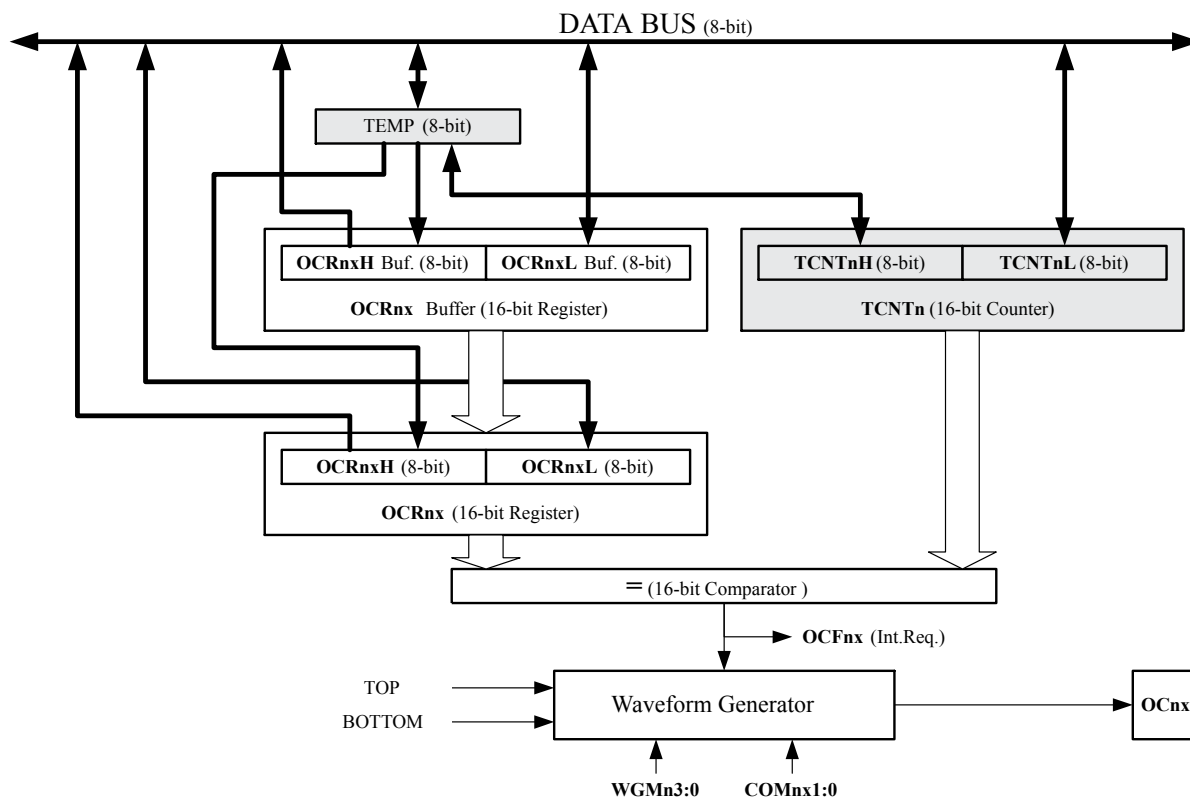 DATA BUS (8-bit)
TEMP (8-bit)
OCRnxH Buf. (8-bit) OCRnxL Buf. (8-bit)
TCNTnH (8-bit) TCNTnL (8-bit)
OCRnx Buffer (16-bit Register)
TCNTn (16-bit Counter)
OCRnxH (8-bit) OCRnxL (8-bit)
OCRnx (16-bit Register)
= (16-bit Comparator )
OCFnx (Int.Req.)
TOP
BOTTOM
Waveform Generator
OCnx
WGMn3:0 COMnx1:0